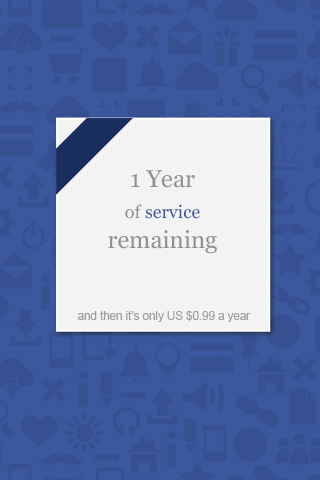 1 Year
of service
remaining
and then it's only US $0.99 a year